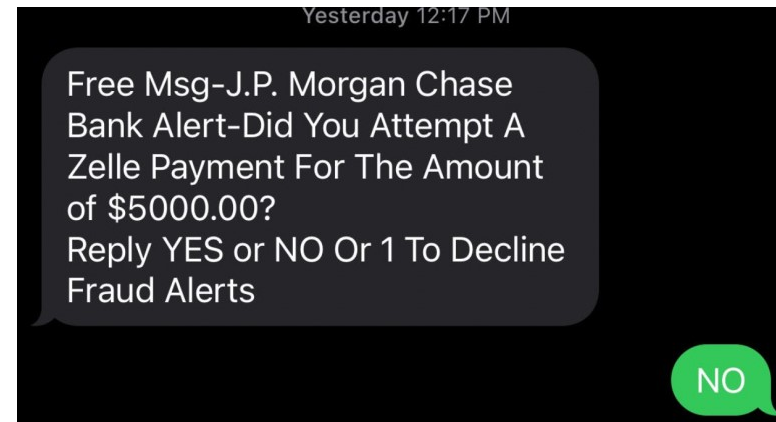 Yesterday 12:17 PM
Free Msg-J.P. Morgan Chase
Bank Alert-Did You Attempt A
Zelle Payment For The Amount
of $5000.00?
Reply YES or NO Or 1 To Decline
Fraud Alerts
NO